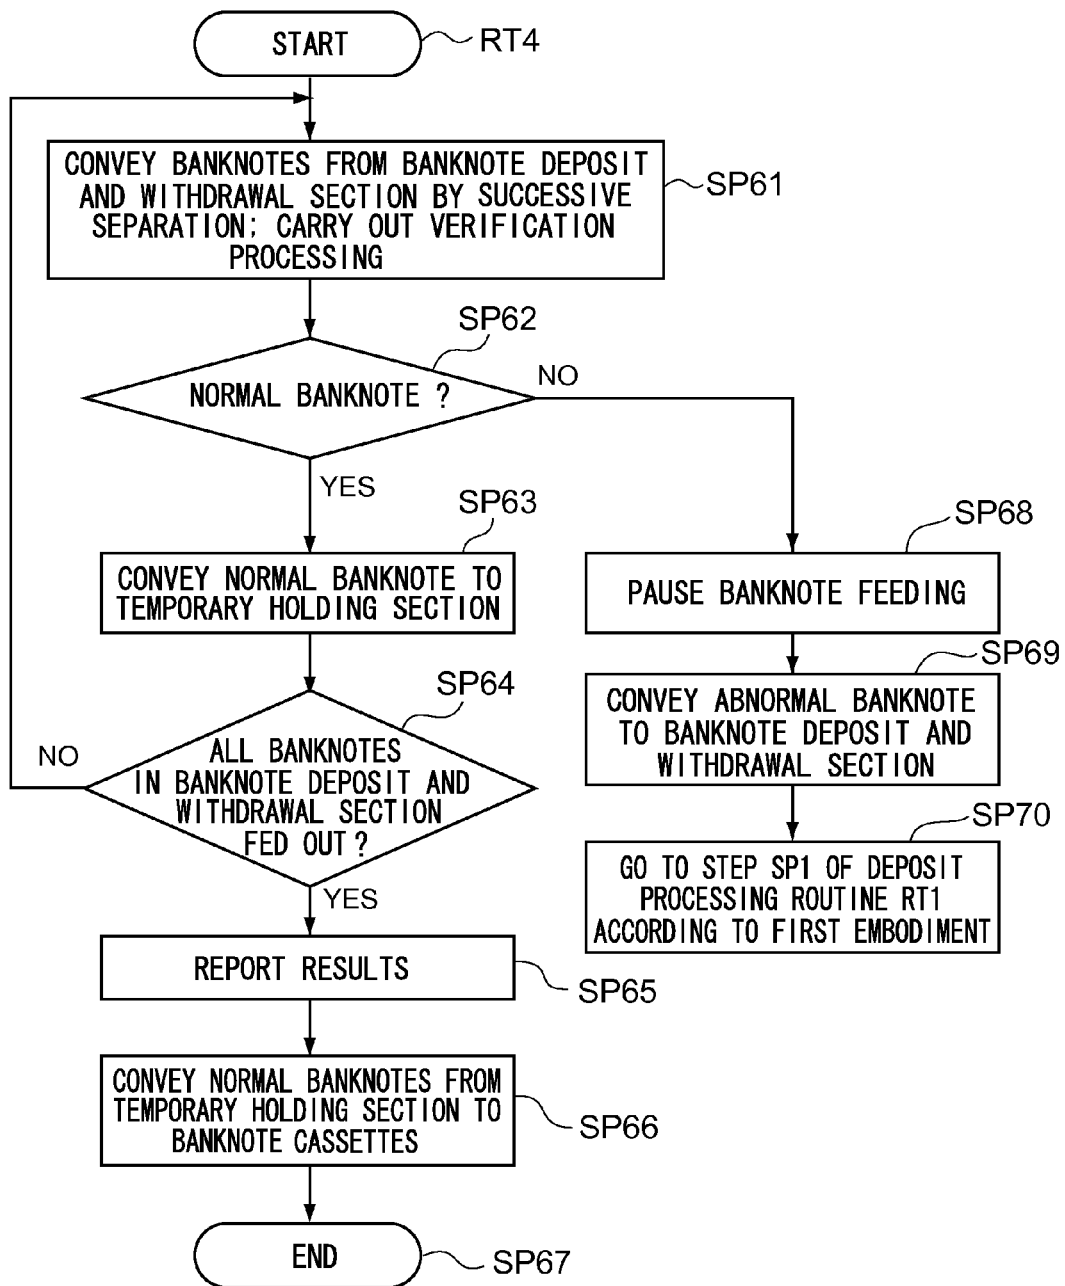 START
RT4
CONVEY BANKNOTES FROM BANKNOTE DEPOSIT
AND WITHDRAWAL SECTION BY SUCCESSIVE
SEPARATION; CARRY OUT VERIFICATION
PROCESSING
SP61
SP62
NORMAL BANKNOTE ?
NO
YES
SP63
CONVEY NORMAL BANKNOTE TO
TEMPORARY HOLDING SECTION
SP64
NO
ALL BANKNOTES
IN BANKNOTE DEPOSIT AND
WITHDRAWAL SECTION
FED OUT ?
YES
REPORT RESULTS
SP65
CONVEY NORMAL BANKNOTES FROM
TEMPORARY HOLDING SECTION TO
BANKNOTE CASSETTES
SP66
END
SP67
SP68
PAUSE BANKNOTE FEEDING
SP69
CONVEY ABNORMAL BANKNOTE
TO BANKNOTE DEPOSIT AND
WITHDRAWAL SECTION
SP70
GO TO STEP SP1 OF DEPOSIT
PROCESSING ROUTINE RT1
ACCORDING TO FIRST EMBODIMENT